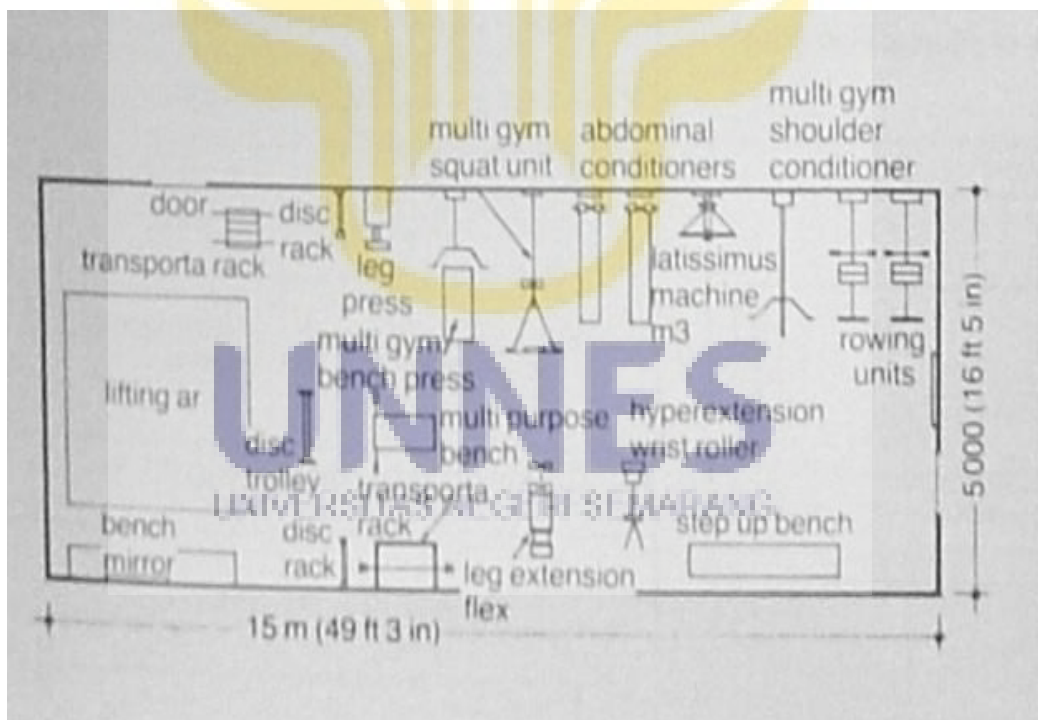 multi gym
squat unit
abdominal
conditioners
multi gym
shoulder
conditioner
door
disc
rack
transporta rack
leg
press
latissimus
machine
m3
rowing
units
multi gym
bench press
lifting ar
disc
trolley
multi purpose
bench
hyperextension
wrist roller
transporta
rack
step up bench
bench
mirror
disc
rack
leg extension
flex
15 m (49 ft 3 in)
5000 (16 ft 5 in)
UNNES
UNIVERSITAS NEGERI SEMARANG